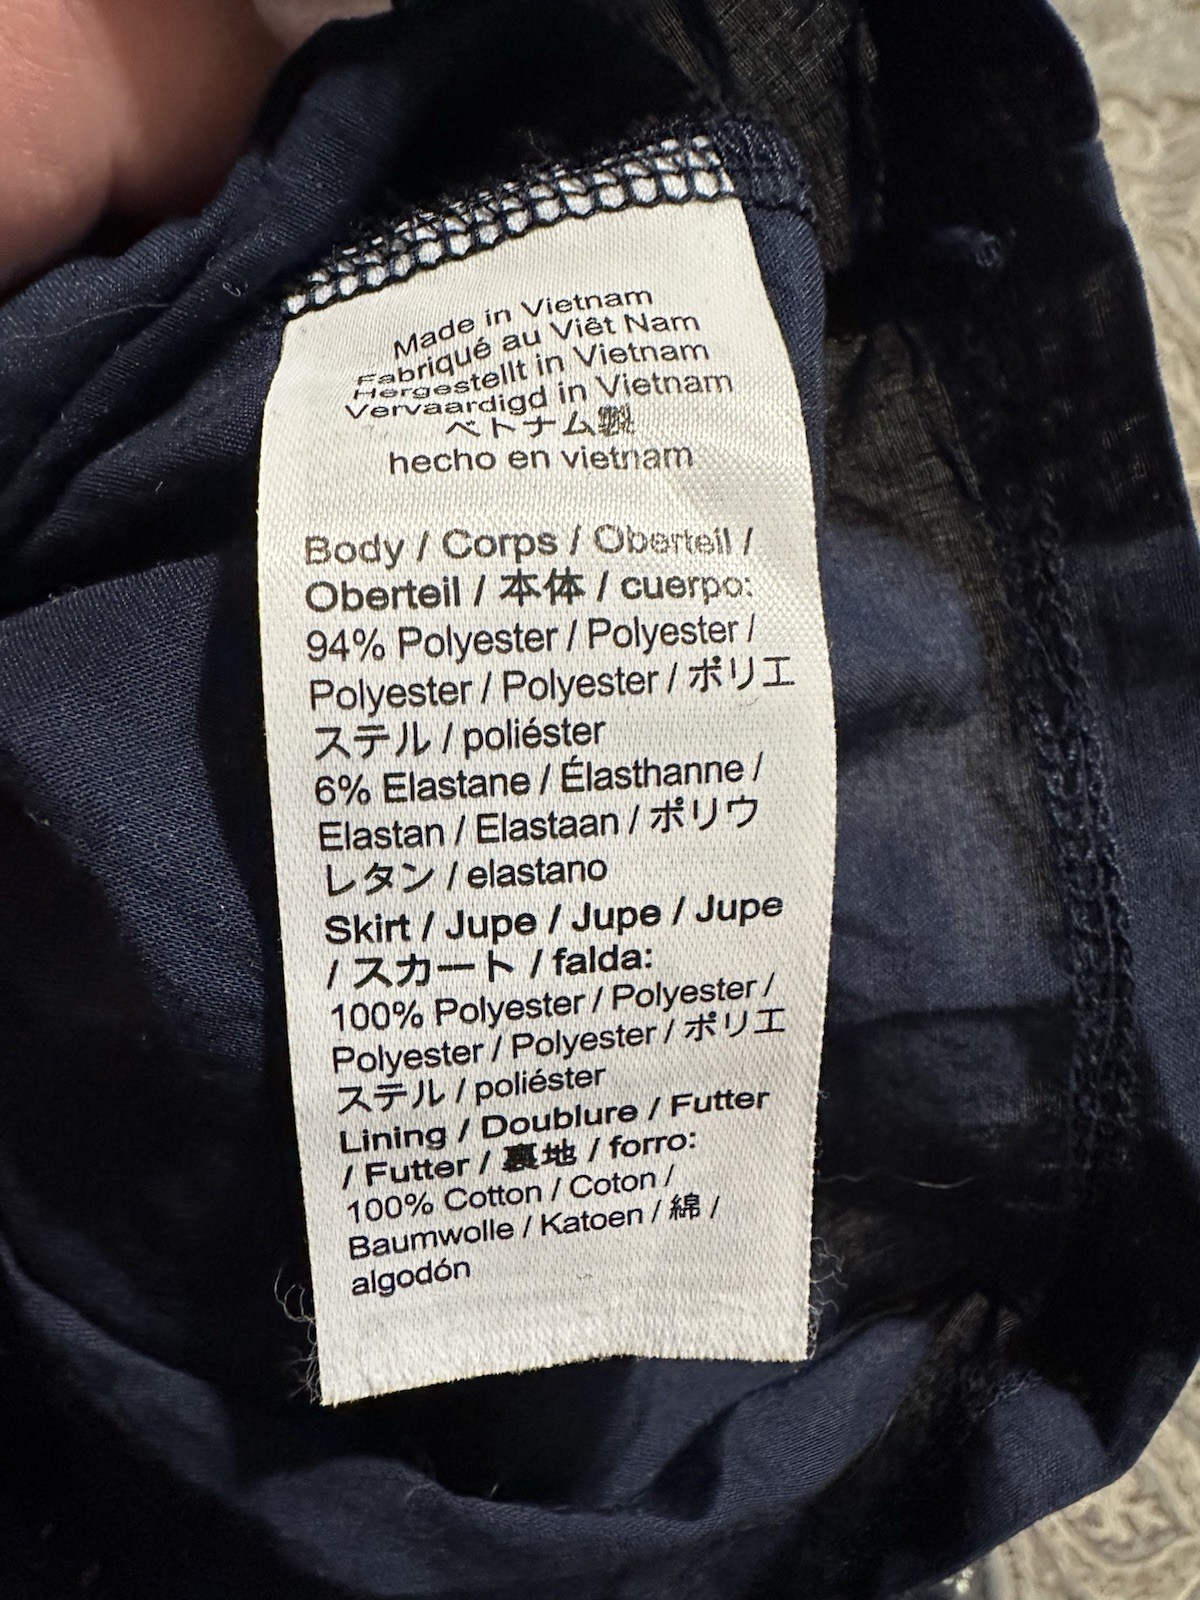 Made in Vietnam
Fabriqué au Viêt Nam
Hergestellt in Vietnam
Vervaardigd in Vietnam
ベトナム製
hecho en vietnam
Body / Corps / Oberteil /
Oberteil / 本体 / cuerpo:
94% Polyester / Polyester /
Polyester / Polyester / ポリエ
ステル / poliéster
6% Elastane / Élasthanne /
Elastan / Elastaan / ポリウ
レタン / elastano
Skirt / Jupe / Jupe / Jupe
/ スカート / falda:
100% Polyester / Polyester /
Polyester / Polyester / ポリエ
ステル / poliéster
Lining / Doublure / Futter
/ Futter / 裏地 / forro:
100% Cotton / Coton /
Baumwolle / Katoen / 綿 /
algodón